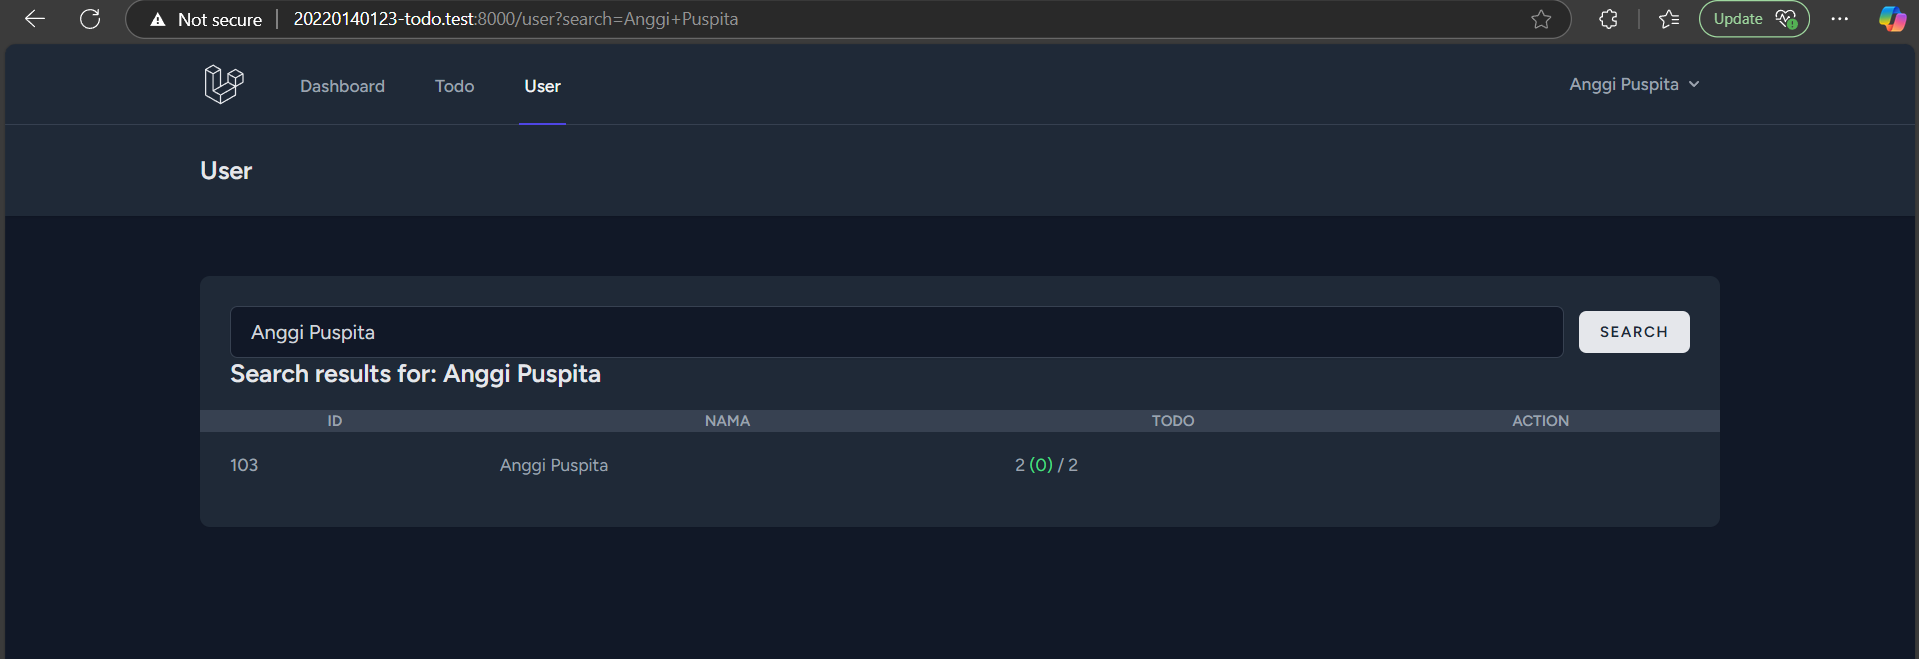 Not secure 20220140123-todo.test:8000/user?search=Anggi+Puspita Update
Dashboard Todo User Anggi Puspita
User
Anggi Puspita SEARCH
Search results for: Anggi Puspita
ID NAMA TODO ACTION
103 Anggi Puspita 2 (0) / 2